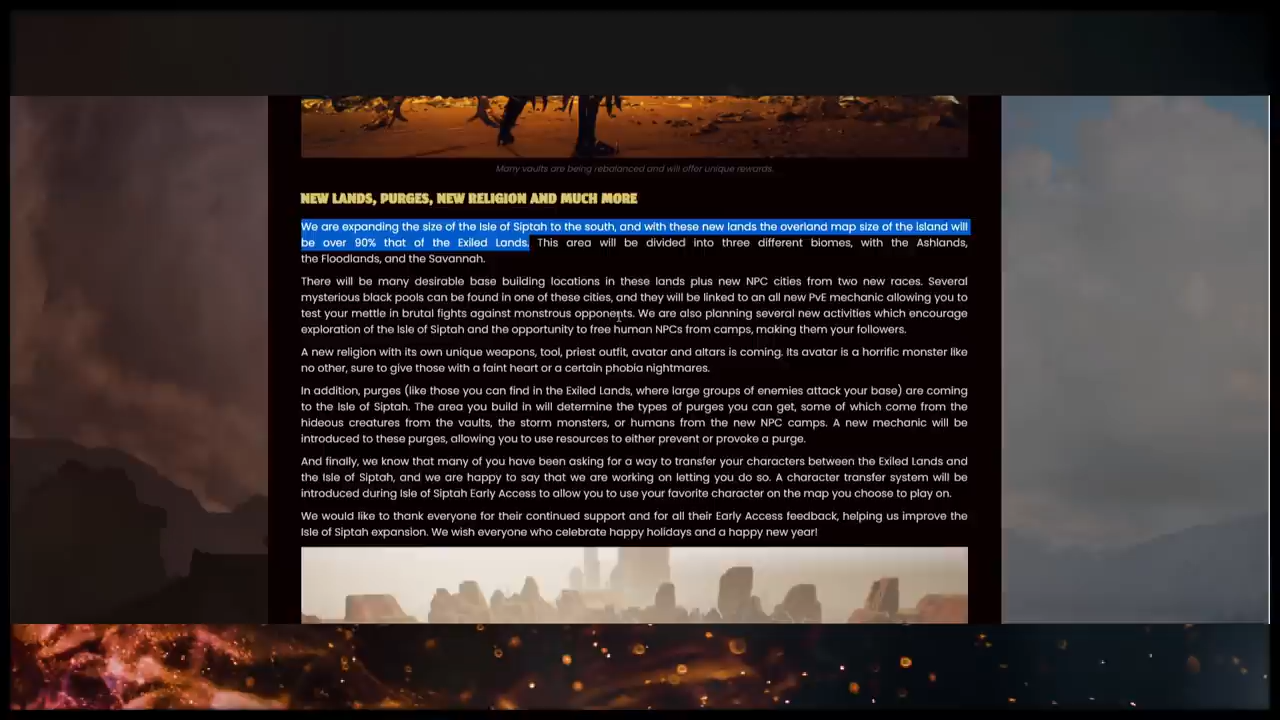 Many vaults are being rebalanced and will offer unique rewards.
NEW LANDS, PURGES, NEW RELIGION AND MUCH MORE
We are expanding the size of the Isle of Siptah to the south, and with these new lands the overland map size of the island will
be over 90% that of the Exiled Lands. This area will be divided into three different biomes, with the Ashlands,
the Floodlands, and the Savannah.
There will be many desirable base building locations in these lands plus new NPC cities from two new races. Several
mysterious black pools can be found in one of these cities, and they will be linked to an all new PvE mechanic allowing you to
test your mettle in brutal fights against monstrous opponents. We are also planning several new activities which encourage
exploration of the Isle of Siptah and the opportunity to free human NPCs from camps, making them your followers.
A new religion with its own unique weapons, tool, priest outfit, avatar and altars is coming. Its avatar is a horrific monster like
no other, sure to give those with a faint heart or a certain phobia nightmares.
In addition, purges (like those you can find in the Exiled Lands, where large groups of enemies attack your base) are coming
to the Isle of Siptah. The area you build in will determine the types of purges you can get, some of which come from the
hideous creatures from the vaults, the storm monsters, or humans from the new NPC camps. A new mechanic will be
introduced to these purges, allowing you to use resources to either prevent or provoke a purge.
And finally, we know that many of you have been asking for a way to transfer your characters between the Exiled Lands and
the Isle of Siptah, and we are happy to say that we are working on letting you do so. A character transfer system will be
introduced during Isle of Siptah Early Access to allow you to use your favorite character on the map you choose to play on.
We would like to thank everyone for their continued support and for all their Early Access feedback, helping us improve the
Isle of Siptah expansion. We wish everyone who celebrate happy holidays and a happy new year!